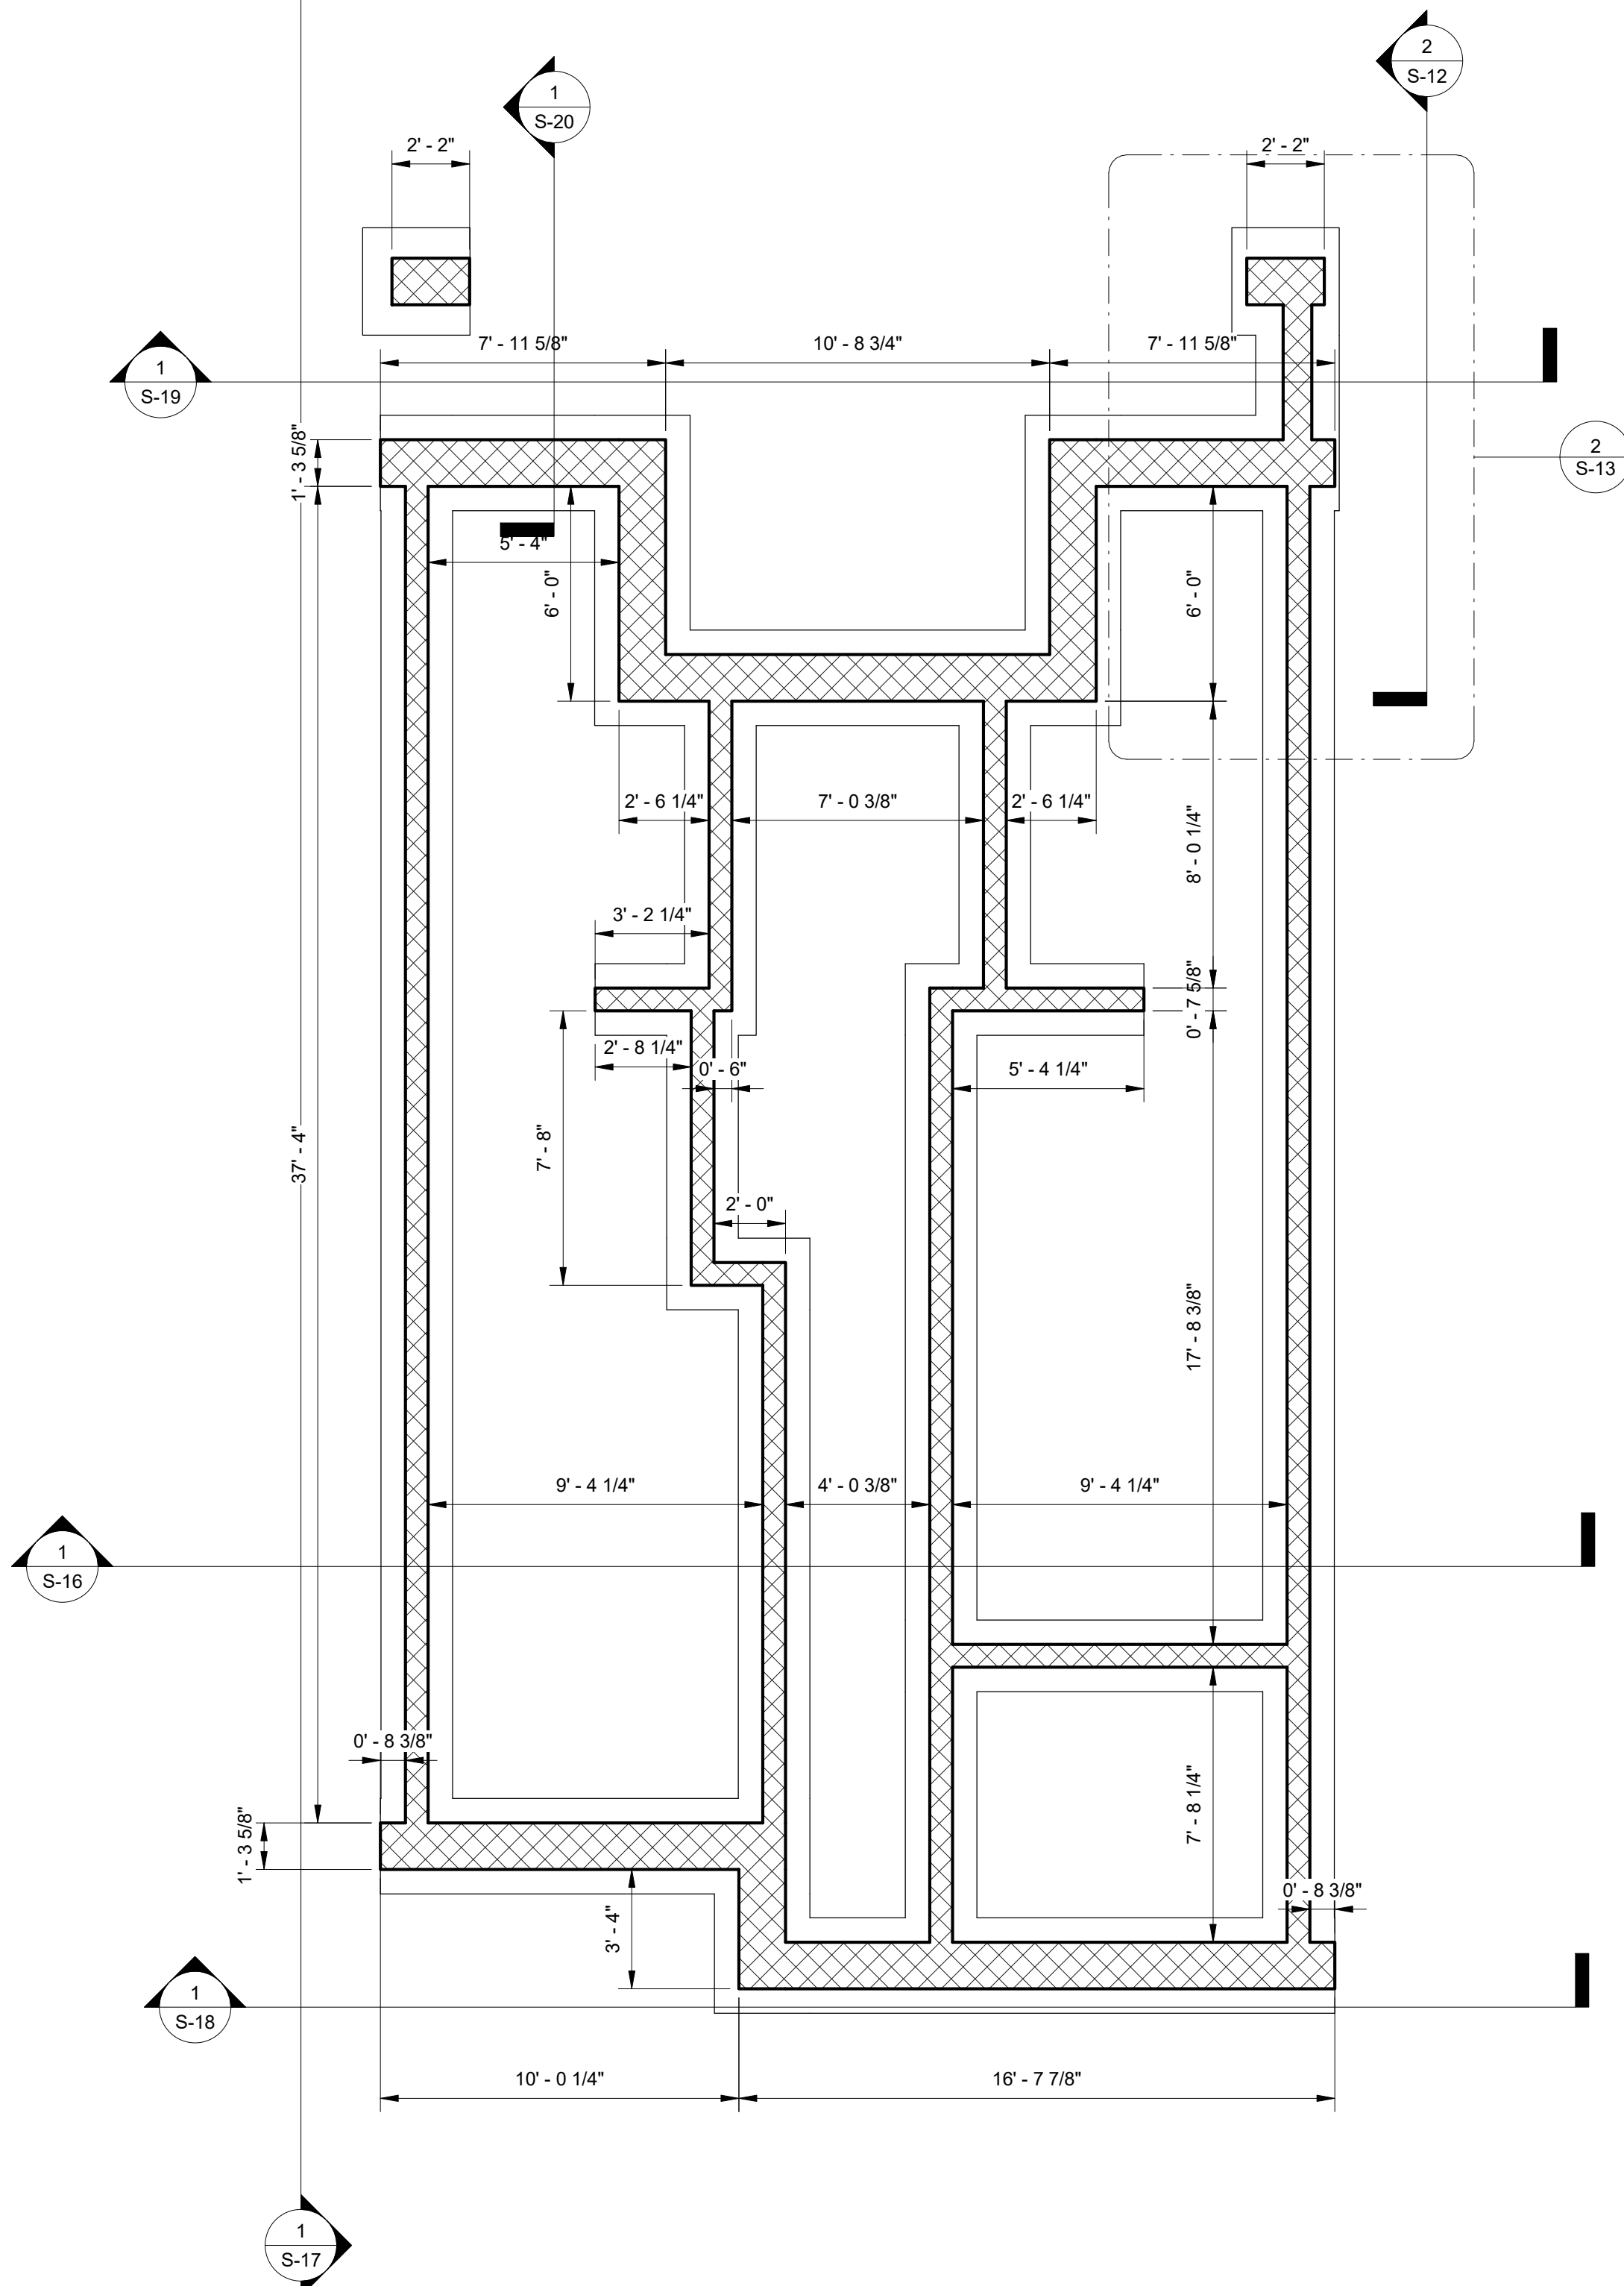 2
S-12
1
S-20
2' - 2"
2' - 2"
7' - 11 5/8"
10' - 8 3/4"
7' - 11 5/8"
1
S-19
1' - 3 5/8"
2
S-13
5' - 4"
6' - 0"
6' - 0"
2' - 6 1/4"
7' - 0 3/8"
2' - 6 1/4"
8' - 0 1/4"
3' - 2 1/4"
0' - 7 5/8"
2' - 8 1/4"
0' - 6"
5' - 4 1/4"
37' - 4"
7' - 8"
2' - 0"
17' - 8 3/8"
9' - 4 1/4"
4' - 0 3/8"
9' - 4 1/4"
1
S-16
0' - 8 3/8"
1' - 3 5/8"
7' - 8 1/4"
0' - 8 3/8"
3' - 4"
1
S-18
10' - 0 1/4"
16' - 7 7/8"
1
S-17